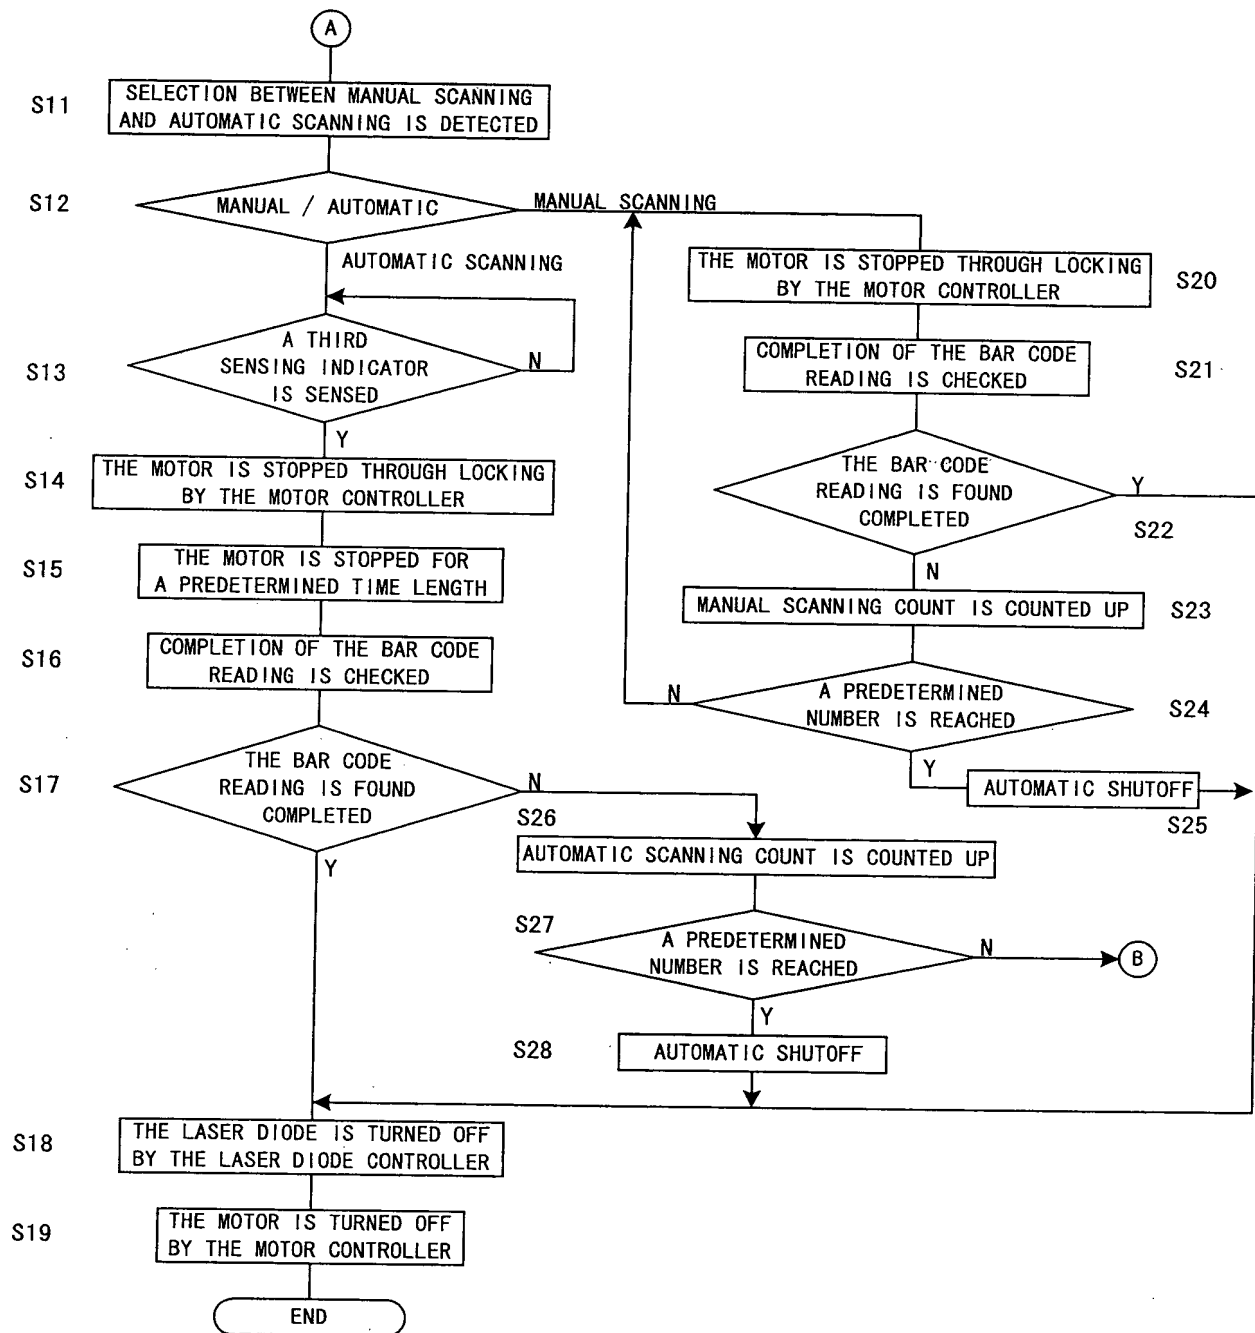 A
S11
SELECTION BETWEEN MANUAL SCANNING
AND AUTOMATIC SCANNING IS DETECTED
S12
MANUAL / AUTOMATIC
MANUAL SCANNING
AUTOMATIC SCANNING
S13
A THIRD
SENSING INDICATOR
IS SENSED
N
Y
S14
THE MOTOR IS STOPPED THROUGH LOCKING
BY THE MOTOR CONTROLLER
S15
THE MOTOR IS STOPPED FOR
A PREDETERMINED TIME LENGTH
S16
COMPLETION OF THE BAR CODE
READING IS CHECKED
S17
THE BAR CODE
READING IS FOUND
COMPLETED
N
Y
THE MOTOR IS STOPPED THROUGH LOCKING
BY THE MOTOR CONTROLLER
S20
COMPLETION OF THE BAR CODE
READING IS CHECKED
S21
THE BAR CODE
READING IS FOUND
COMPLETED
Y
S22
N
MANUAL SCANNING COUNT IS COUNTED UP
S23
A PREDETERMINED
NUMBER IS REACHED
N
S24
Y
AUTOMATIC SHUTOFF
S25
S26
AUTOMATIC SCANNING COUNT IS COUNTED UP
S27
A PREDETERMINED
NUMBER IS REACHED
N
B
Y
S28
AUTOMATIC SHUTOFF
S18
THE LASER DIODE IS TURNED OFF
BY THE LASER DIODE CONTROLLER
S19
THE MOTOR IS TURNED OFF
BY THE MOTOR CONTROLLER
END